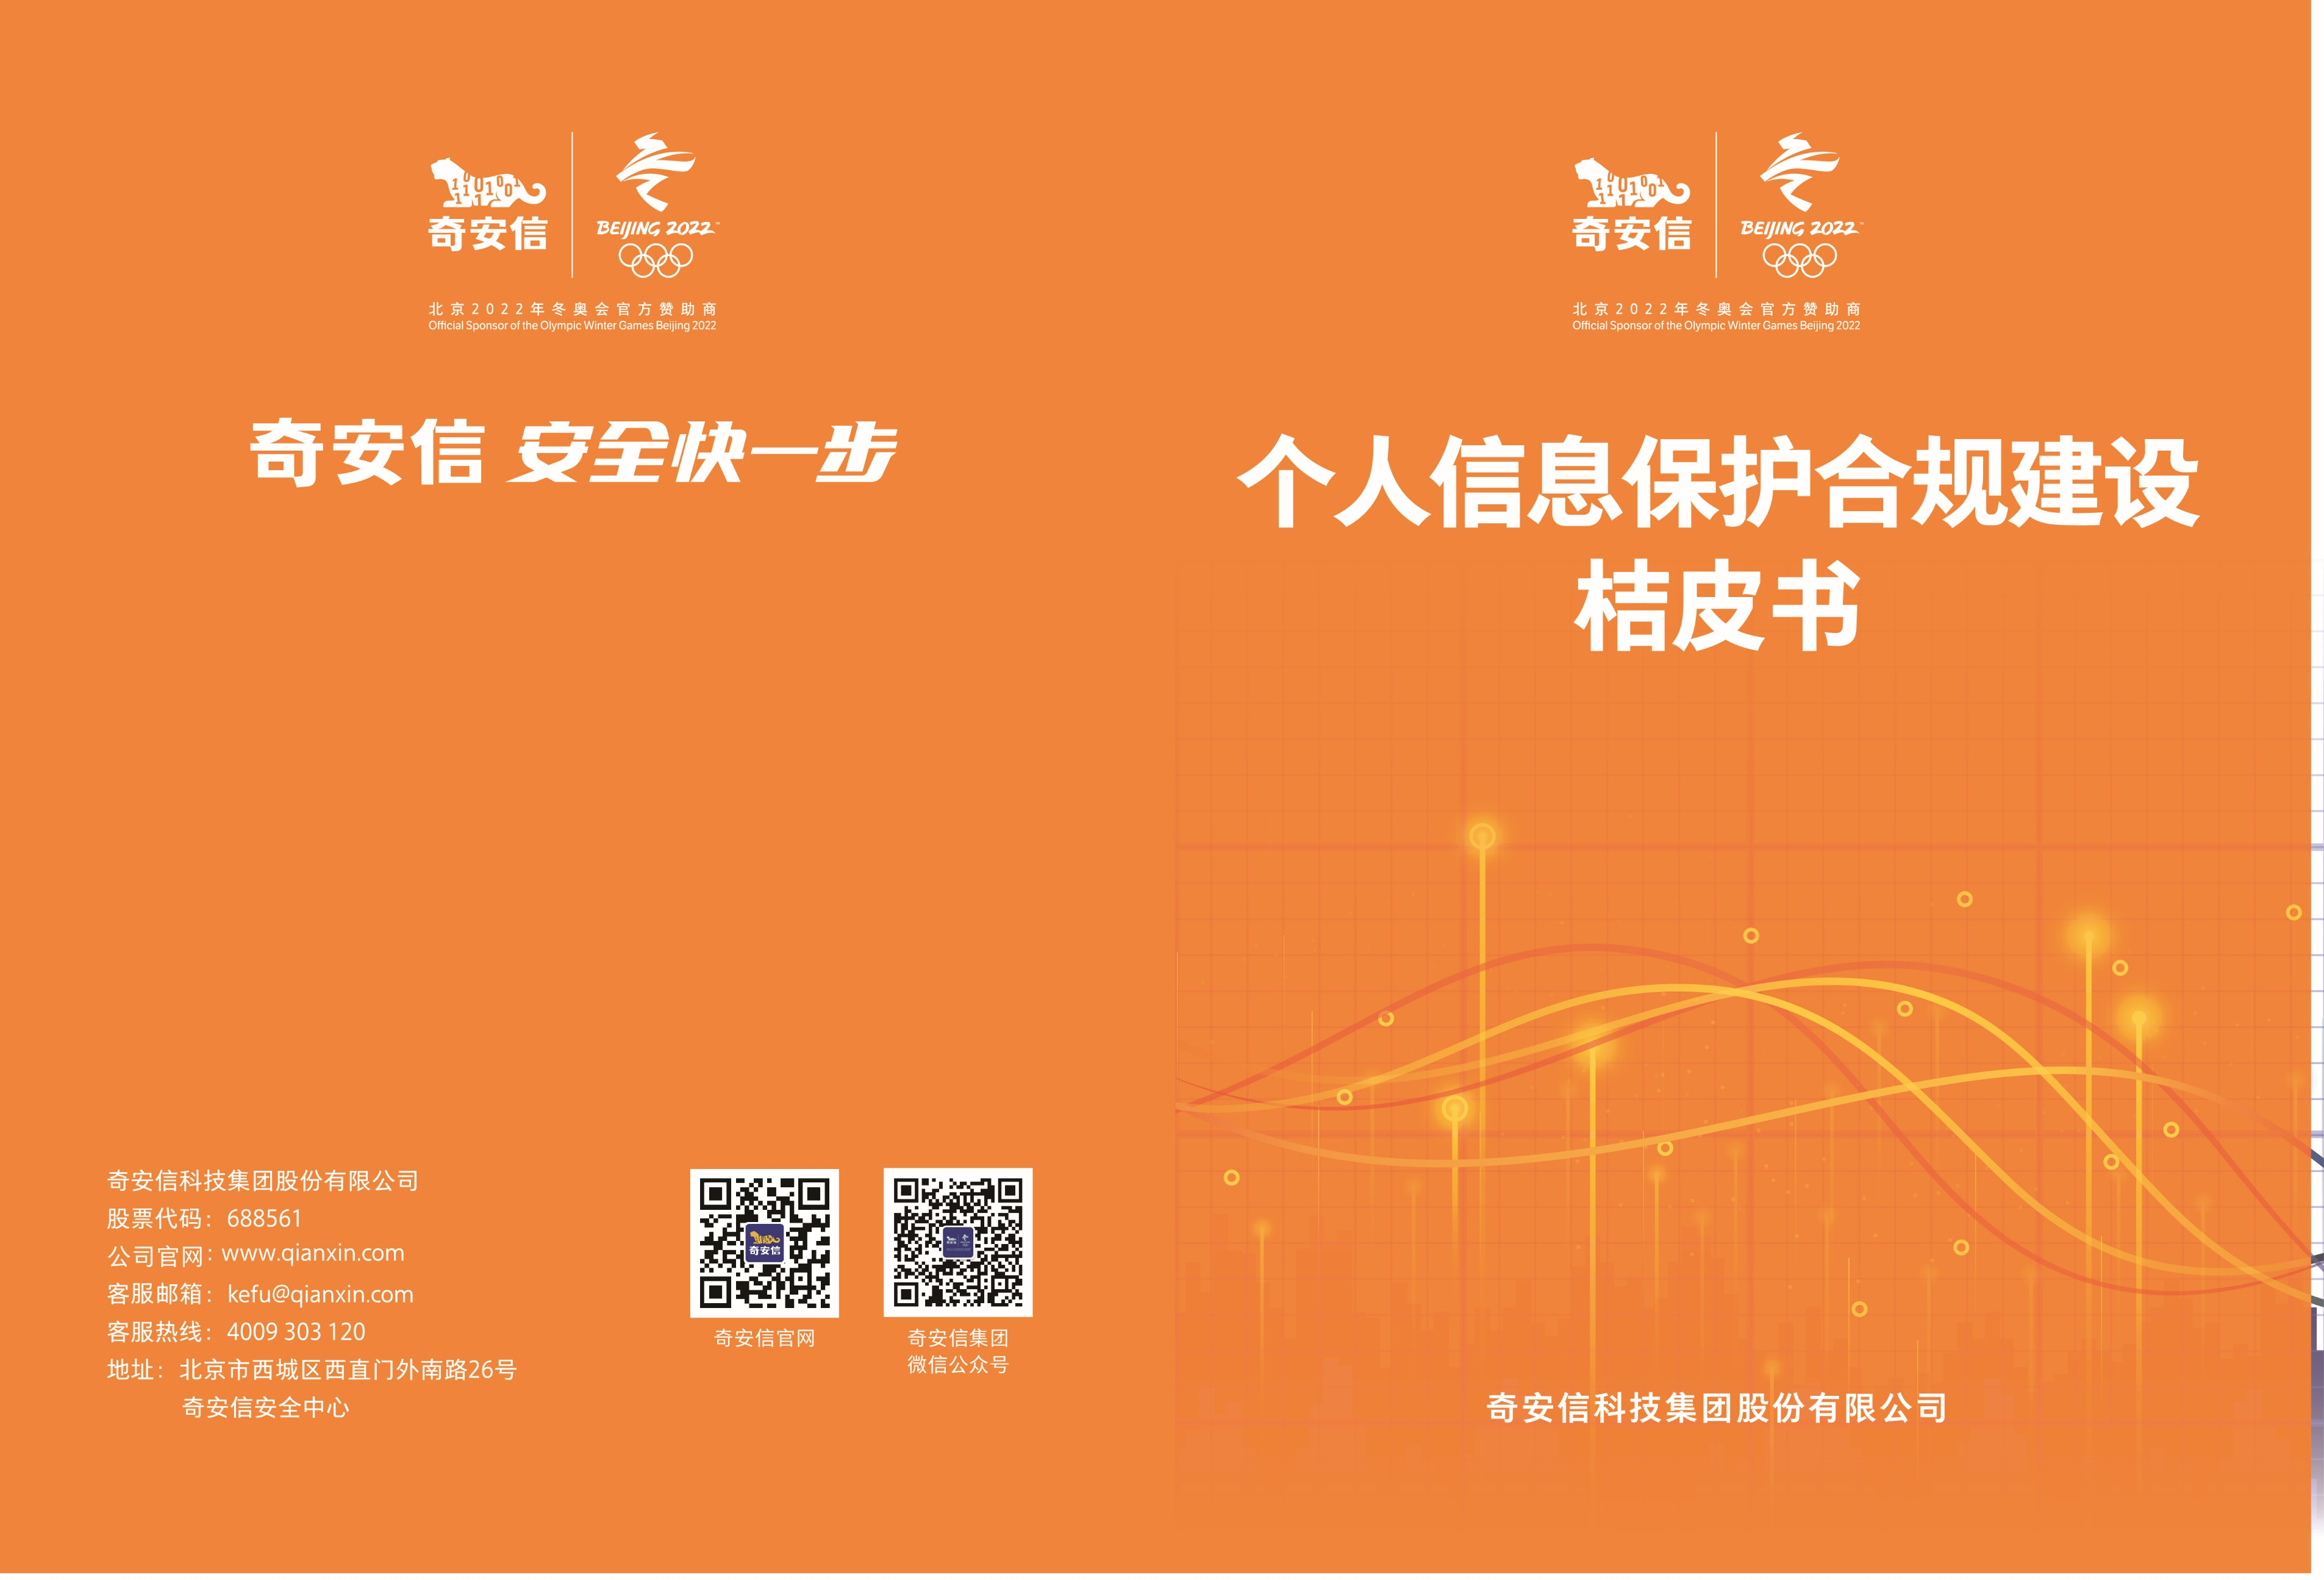 奇安信
BEIJING 2022™
北京2022年冬奥会官方赞助商
Official Sponsor of the Olympic Winter Games Beijing 2022
奇安信 安全快一步
奇安信科技集团股份有限公司
股票代码：688561
公司官网：www.qianxin.com
客服邮箱：kefu@qianxin.com
客服热线：4009 303 120
地址：北京市西城区西直门外南路26号
奇安信安全中心
奇安信
奇安信官网
奇安信集团
微信公众号
奇安信
BEIJING 2022™
北京2022年冬奥会官方赞助商
Official Sponsor of the Olympic Winter Games Beijing 2022
个人信息保护合规建设
桔皮书
奇安信科技集团股份有限公司